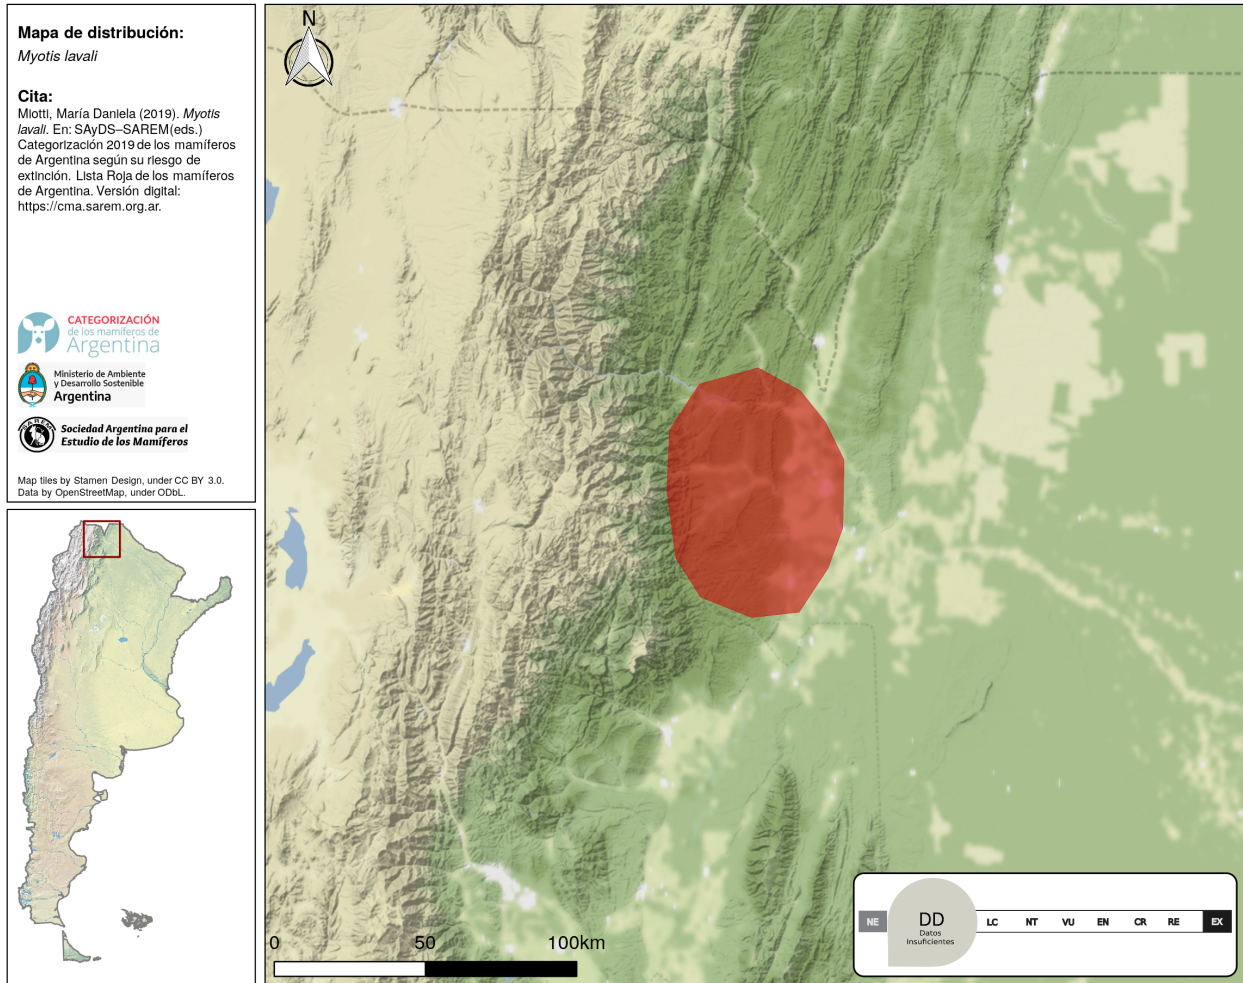 Mapa de distribución:
Myotis lavali
Cita:
Miotti, María Daniela (2019). Myotis
lavali. En: SAyDS–SAREM(eds.)
Categorización 2019 de los mamíferos
de Argentina según su riesgo de
extinción. Lista Roja de los mamíferos
de Argentina. Versión digital:
https://cma.sarem.org.ar.
CATEGORIZACIÓN
de los mamíferos de
Argentina
Ministerio de Ambiente
y Desarrollo Sostenible
Argentina
SAREM
Sociedad Argentina para el
Estudio de los Mamíferos
Map tiles by Stamen Design, under CC BY 3.0.
Data by OpenStreetMap, under ODbL.
N
0 50 100km
NE DD LC NT VU EN CR RE EX
Datos
Insuficientes